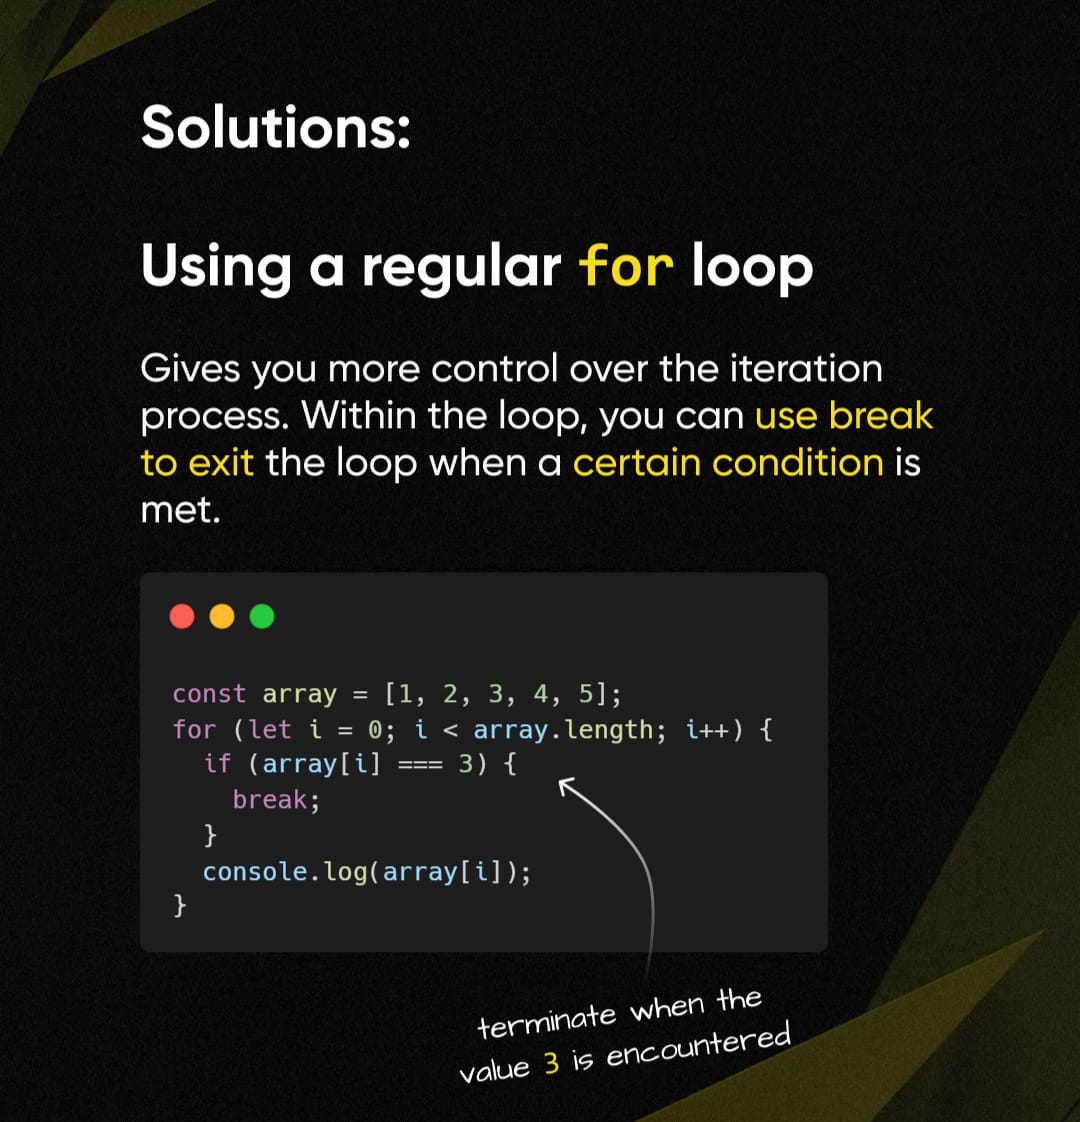 Solutions:
Using a regular for loop
Gives you more control over the iteration
process. Within the loop, you can use break
to exit the loop when a certain condition is
met.
const array = [1, 2, 3, 4, 5];
for (let i = 0; i < array.length; i++) {
  if (array[i] === 3) {
    break;
  }
  console.log(array[i]);
}
terminate when the
value 3 is encountered